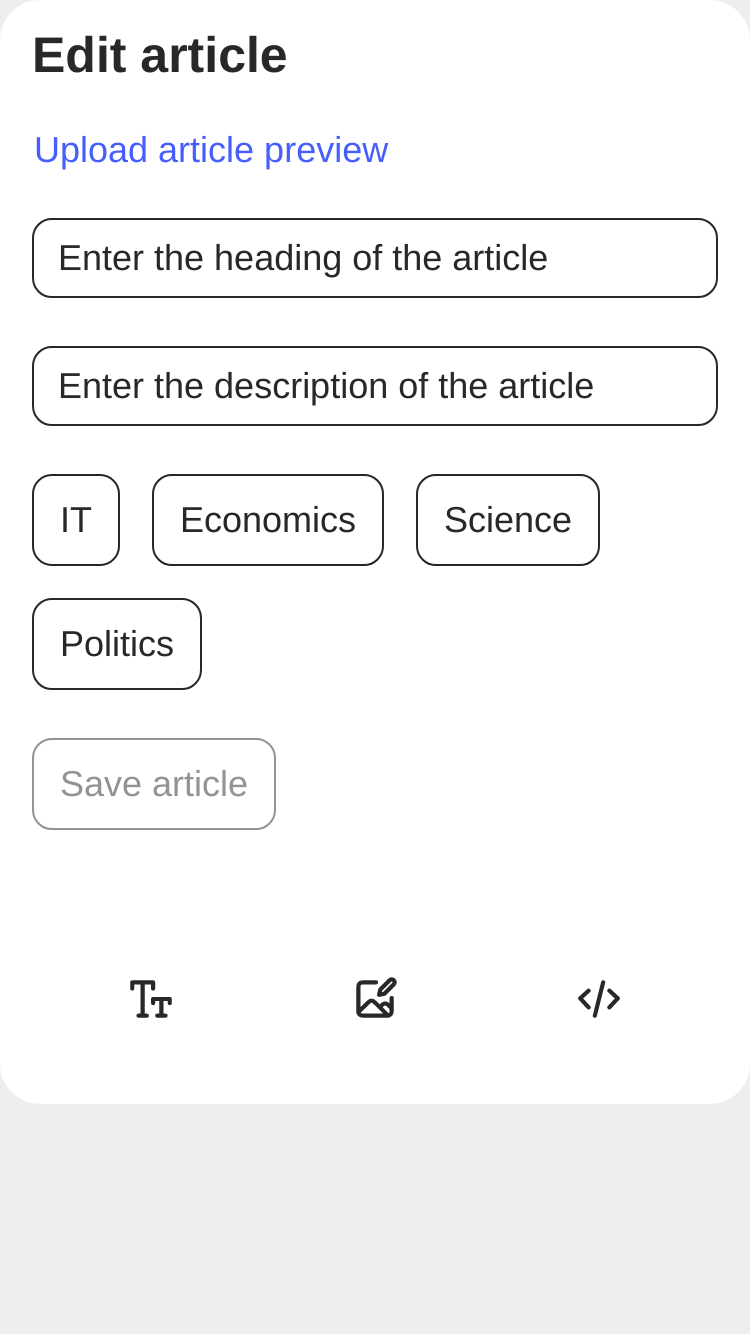 Edit article
Upload article preview
Enter the heading of the article
Enter the description of the article
IT Economics Science
Politics
Save article